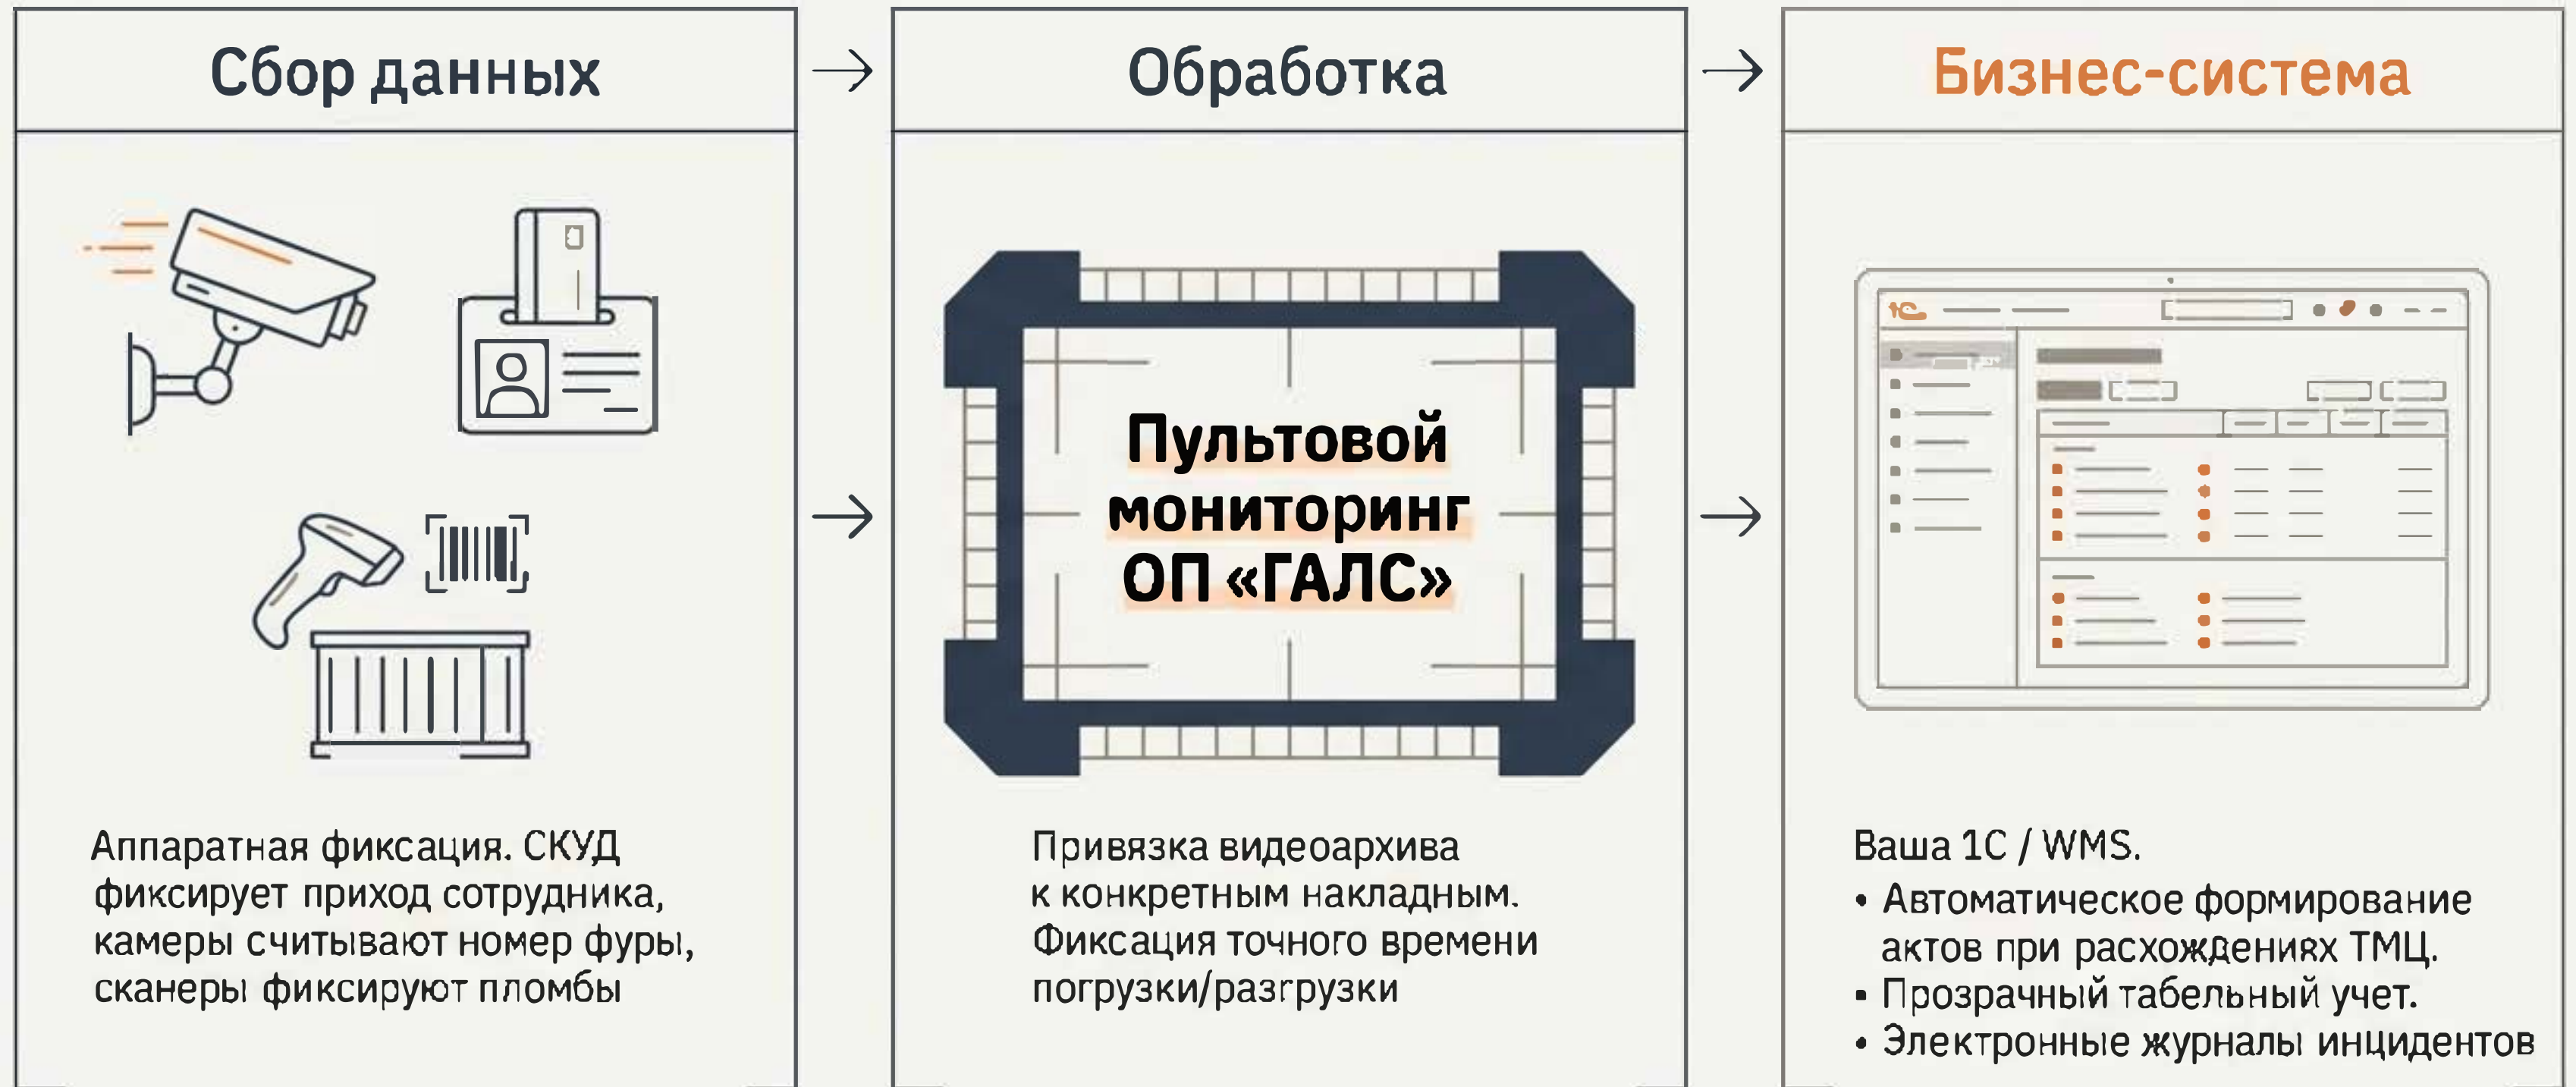 Сбор данных
Обработка
Бизнес-система
1С
Пультовой
мониторинг
ОП «ГАЛС»
Аппаратная фиксация. СКУД
фиксирует приход сотрудника,
камеры считывают номер фуры,
сканеры фиксируют пломбы
Привязка видеоархива
к конкретным накладным.
Фиксация точного времени
погрузки/разгрузки
Ваша 1С / WMS.
• Автоматическое формирование
актов при расхождениях ТМЦ.
• Прозрачный табельный учет.
• Электронные журналы инцидентов